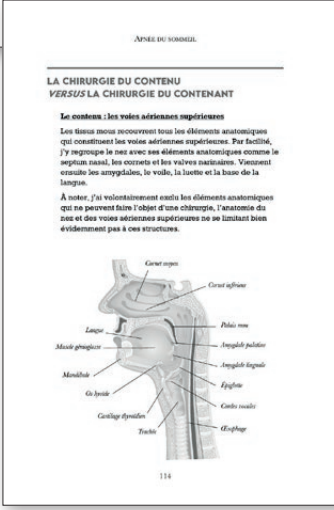 APNÉE DU SOMMEIL
LA CHIRURGIE DU CONTENU
VERSUS LA CHIRURGIE DU CONTENANT
Le contenu : les voies aériennes supérieures
Les tissus mous recouvrent tous les éléments anatomiques
qui constituent les voies aériennes supérieures. Par facilité,
j'y regroupe le nez avec ses éléments anatomiques comme le
septum nasal, les cornets et les valves narinaires. Viennent
ensuite les amygdales, le voile, la luette et la base de la
langue.
À noter, j'ai volontairement exclu les éléments anatomiques
qui ne peuvent faire l'objet d'une chirurgie, l'anatomie du
nez et des voies aériennes supérieures ne se limitant bien
évidemment pas à ces structures.
Cornet moyen
Cornet inférieur
Langue
Palais mou
Muscle génioglosse
Amygdale palatine
Mandibule
Amygdale linguale
Épiglotte
Os hyoïde
Cordes vocales
Cartilage thyroïdien
Œsophage
Trachée
114